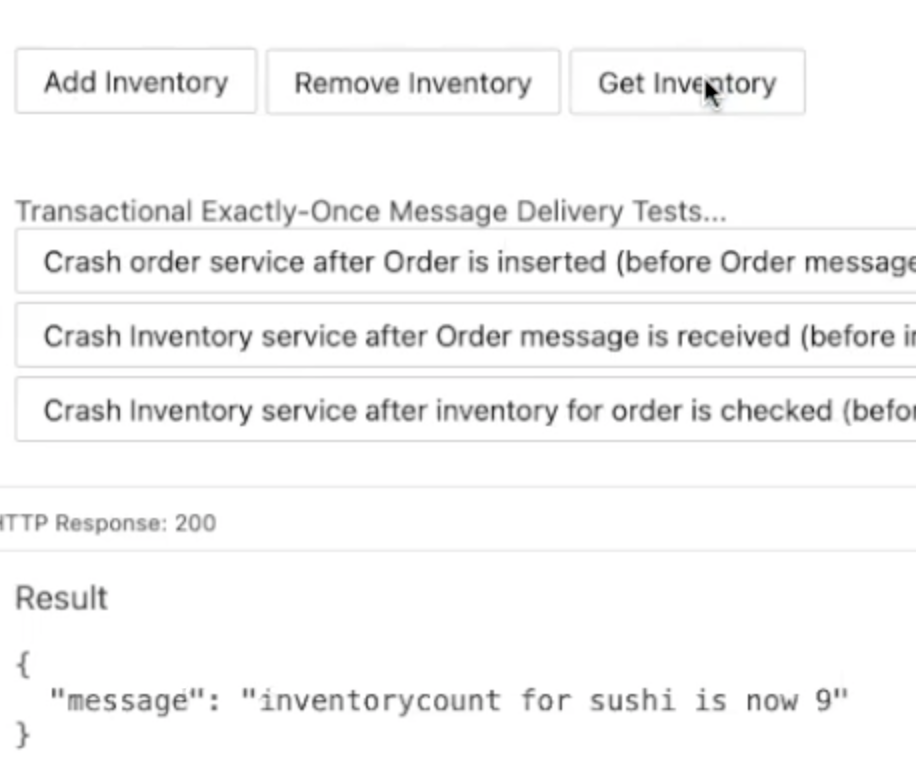 Add Inventory Remove Inventory Get Inventory
Transactional Exactly-Once Message Delivery Tests...
Crash order service after Order is inserted (before Order message
Crash Inventory service after Order message is received (before
Crash Inventory service after inventory for order is checked
HTTP Response: 200
Result
{
"message": "inventorycount for sushi is now 9"
}